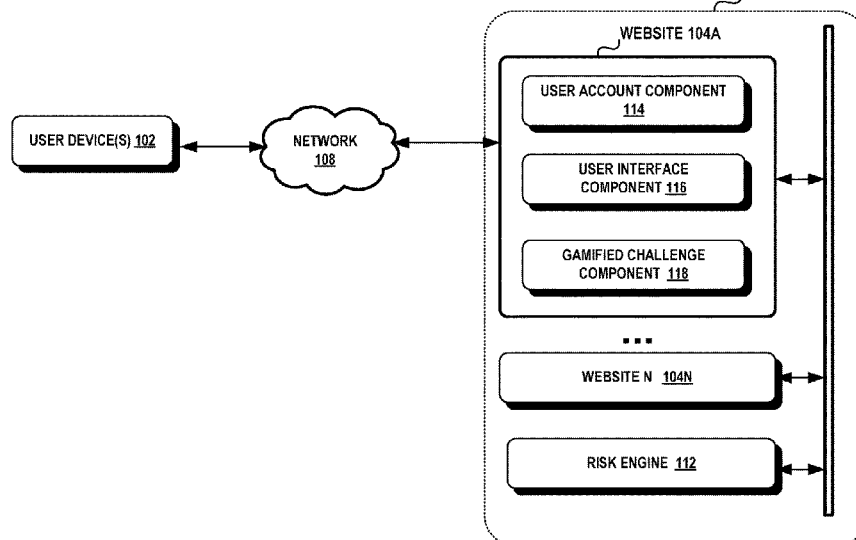 WEBSITE 104A
USER ACCOUNT COMPONENT
114
USER DEVICE(S) 102
NETWORK
108
USER INTERFACE
COMPONENT 116
GAMIFIED CHALLENGE
COMPONENT 118
...
WEBSITE N 104N
RISK ENGINE 112